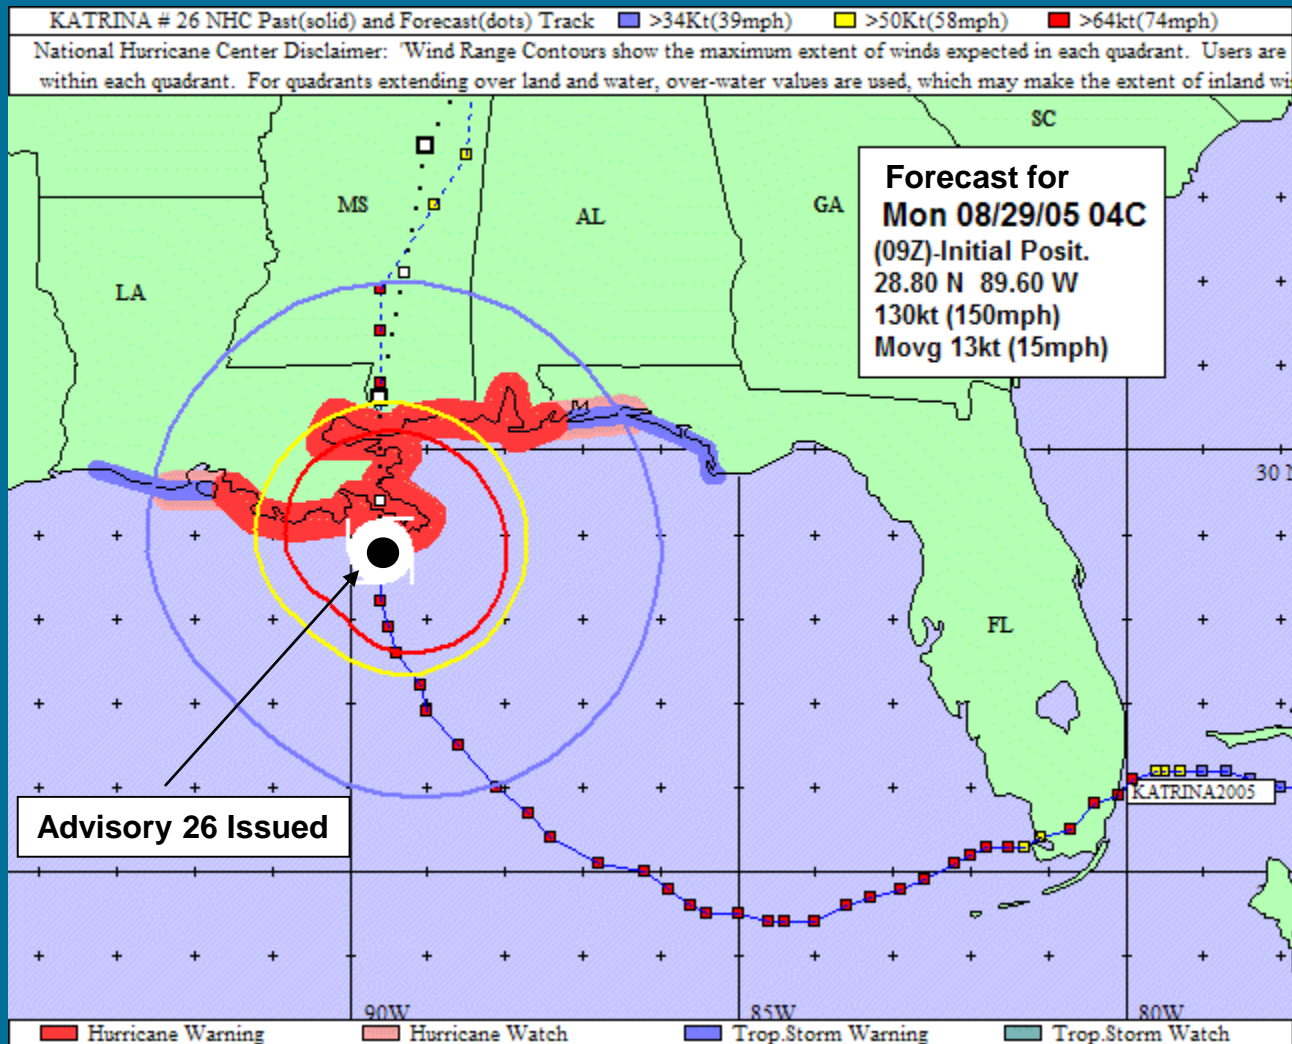 KATRINA # 26 NHC Past(solid) and Forecast(dots) Track >34Kt(39mph) >50Kt(58mph) >64kt(74mph)
National Hurricane Center Disclaimer: 'Wind Range Contours show the maximum extent of winds expected in each quadrant. Users are
within each quadrant. For quadrants extending over land and water, over-water values are used, which may make the extent of inland
SC
Forecast for
Mon 08/29/05 04C
(09Z)-Initial Posit.
28.80 N 89.60 W
130kt (150mph)
Movg 13kt (15mph)
MS
AL
GA
LA
30
FL
KATRINA2005
Advisory 26 Issued
90W
85W
80W
Hurricane Warning
Hurricane Watch
Trop.Storm Warning
Trop.Storm Watch